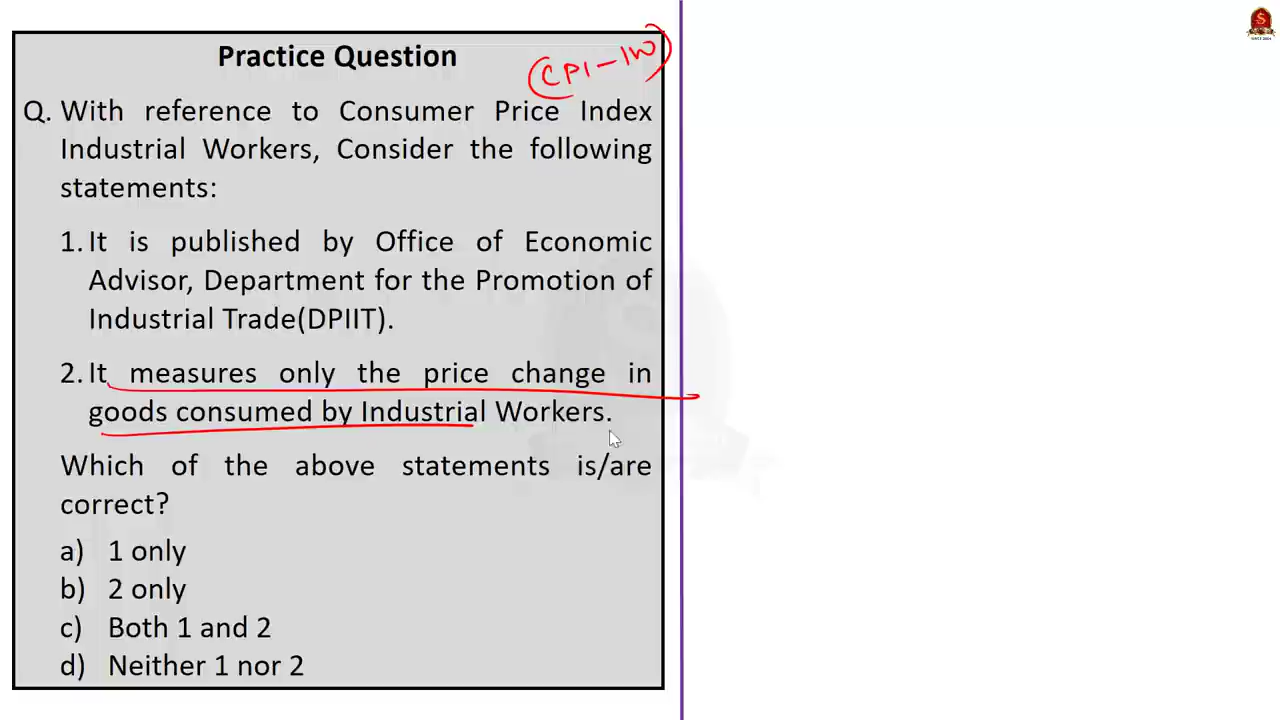 Practice Question
(CPI-IW)
Q. With reference to Consumer Price Index
Industrial Workers, Consider the following
statements:
1. It is published by Office of Economic
Advisor, Department for the Promotion of
Industrial Trade(DPIIT).
2. It measures only the price change in
goods consumed by Industrial Workers.
Which of the above statements is/are
correct?
a) 1 only
b) 2 only
c) Both 1 and 2
d) Neither 1 nor 2